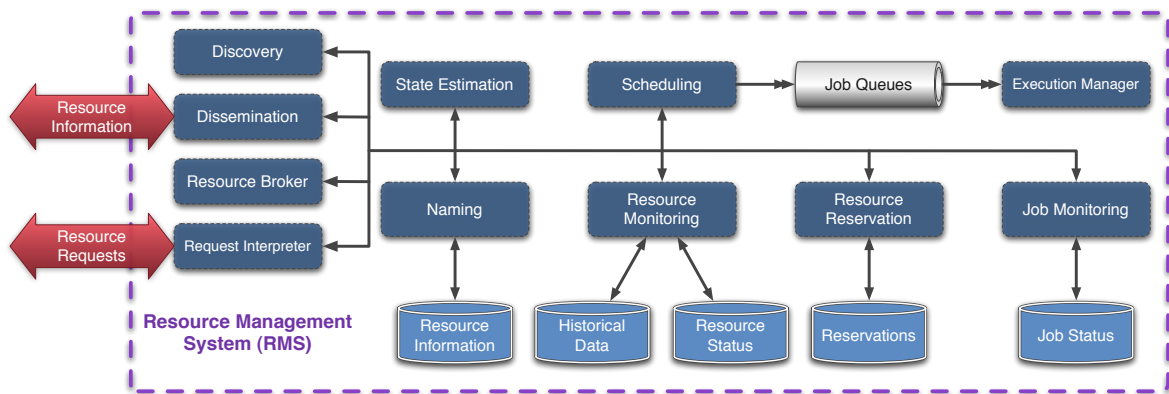 Discovery
State Estimation
Scheduling
Job Queues
Execution Manager
Resource
Information
Dissemination
Resource Broker
Naming
Resource
Monitoring
Resource
Reservation
Job Monitoring
Resource
Requests
Request Interpreter
Resource Management
System (RMS)
Resource
Information
Historical
Data
Resource
Status
Reservations
Job Status